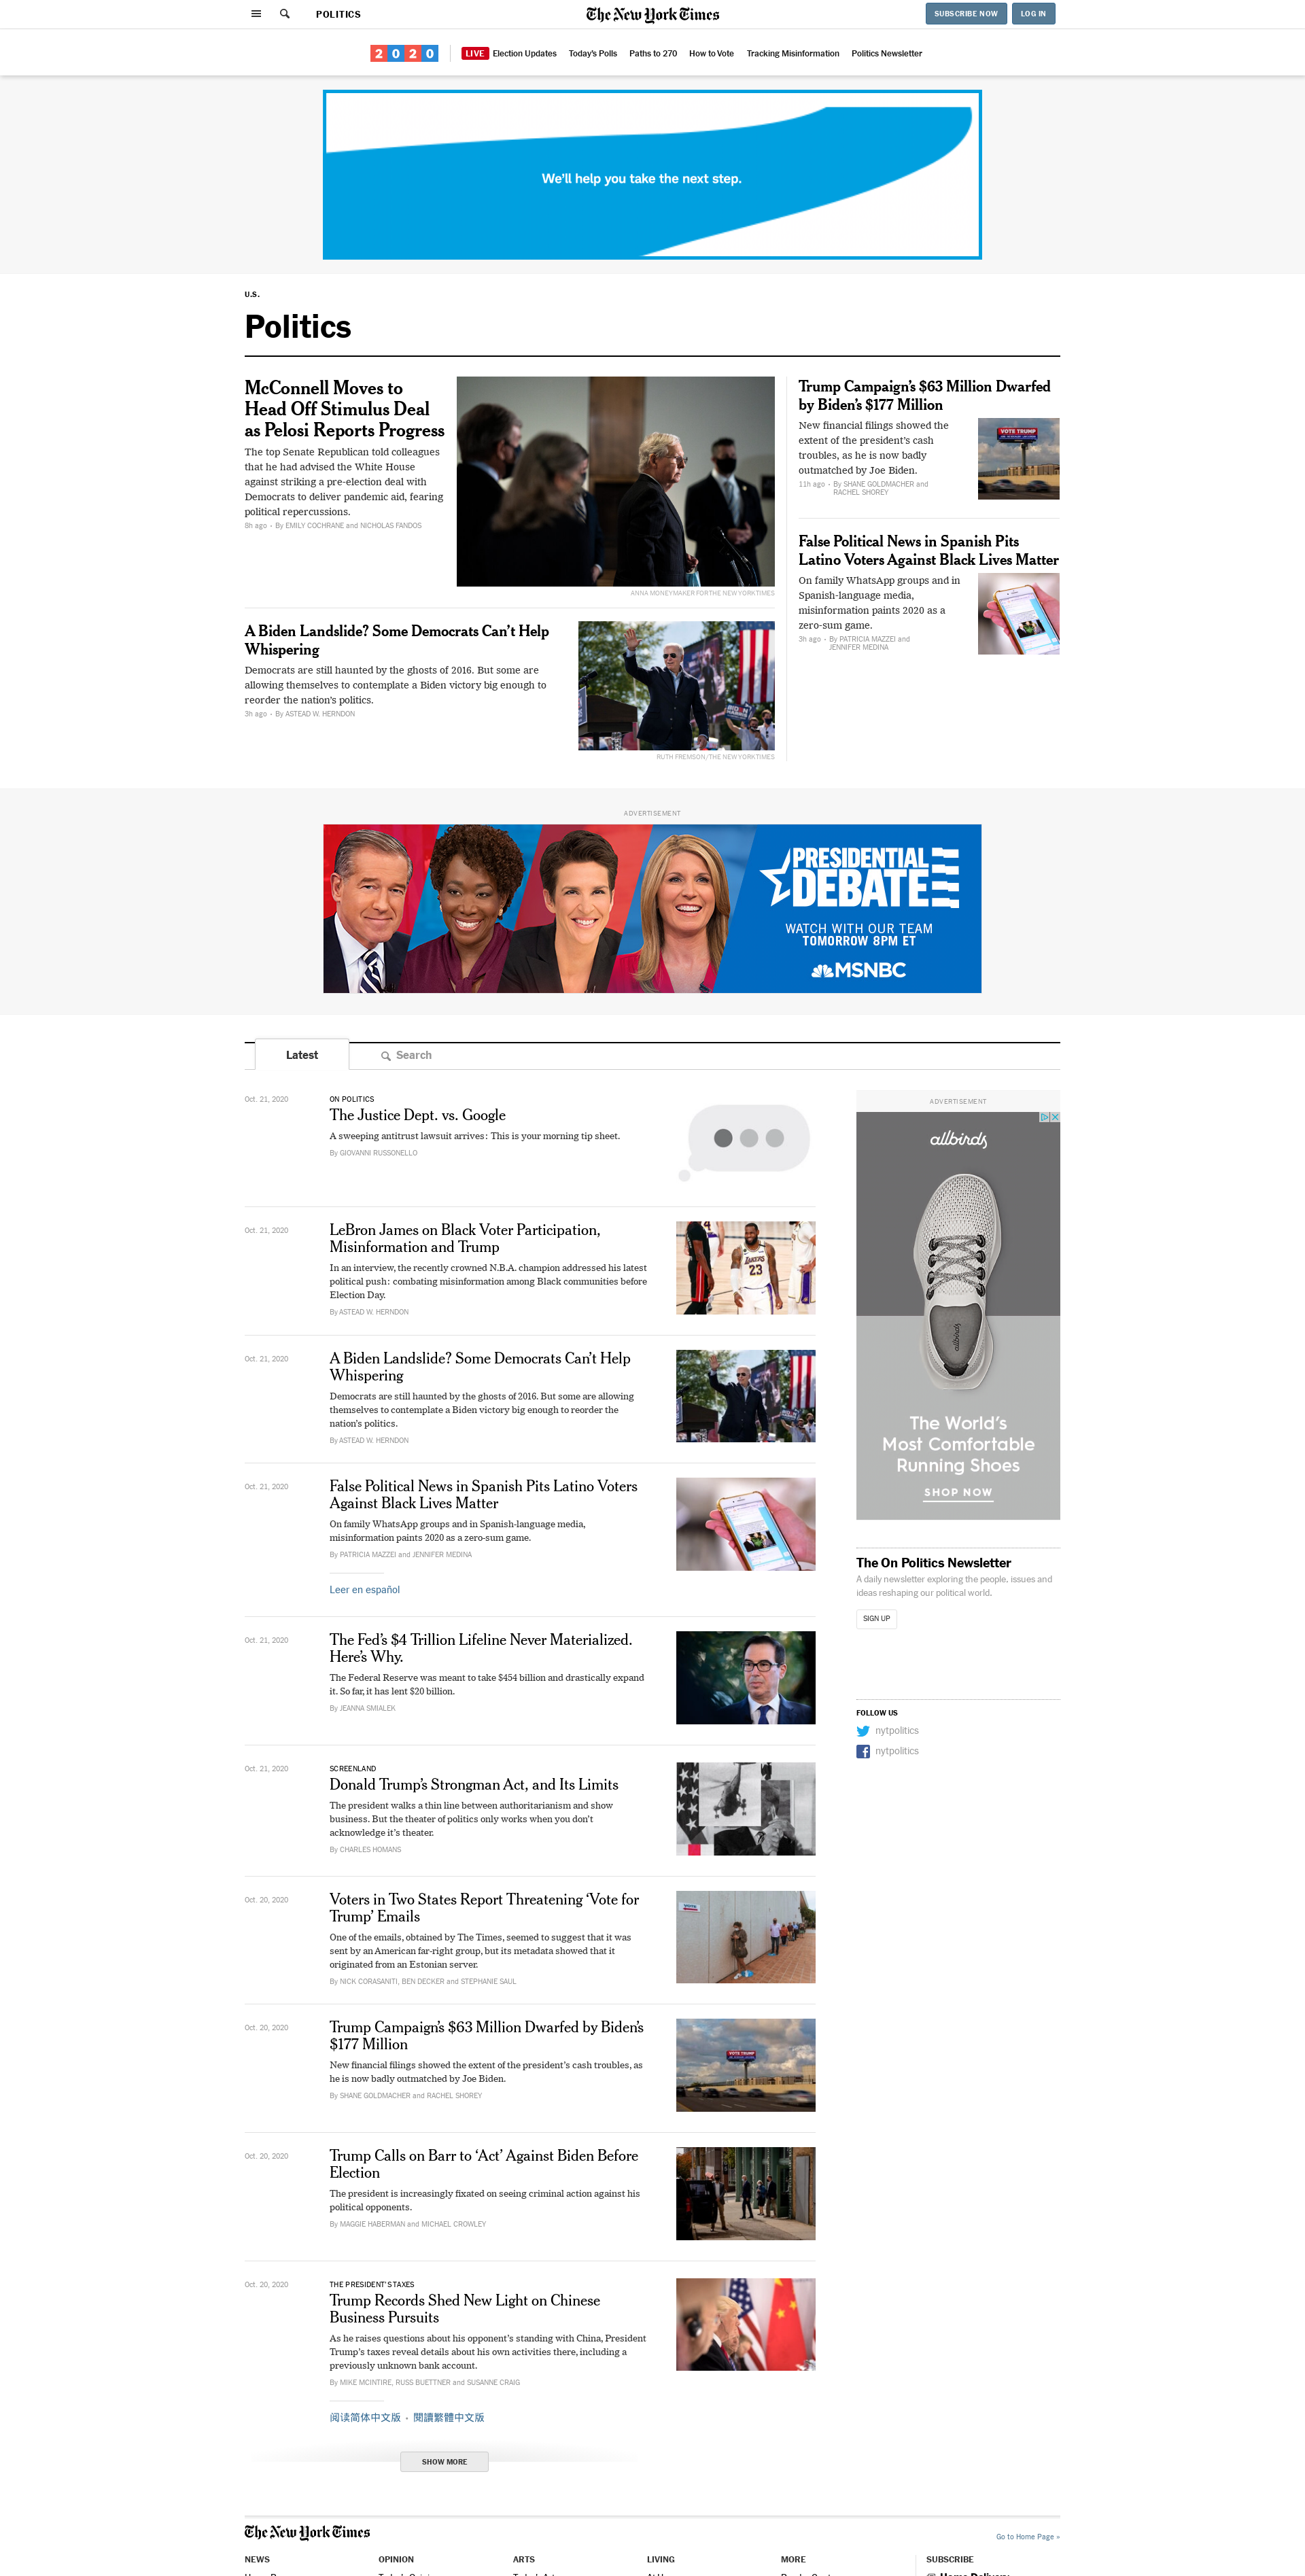 POLITICS
The New York Times
SUBSCRIBE NOW
LOG IN
2020
LIVE Election Updates
Today's Polls
Paths to 270
How to Vote
Tracking Misinformation
Politics Newsletter
We'll help you take the next step.
U.S.
Politics
McConnell Moves to
Head Off Stimulus Deal
as Pelosi Reports Progress
The top Senate Republican told colleagues
that he had advised the White House
against striking a pre-election deal with
Democrats to deliver pandemic aid, fearing
political repercussions.
8h ago • By EMILY COCHRANE and NICHOLAS FANDOS
ANNA MONEYMAKER FOR THE NEW YORK TIMES
A Biden Landslide? Some Democrats Can't Help
Whispering
Democrats are still haunted by the ghosts of 2016. But some are
allowing themselves to contemplate a Biden victory big enough to
reorder the nation's politics.
3h ago • By ASTEAD W. HERNDON
RUTH FREMSON/THE NEW YORK TIMES
Trump Campaign's $63 Million Dwarfed
by Biden's $177 Million
New financial filings showed the
extent of the president's cash
troubles, as he is now badly
outmatched by Joe Biden.
11h ago • By SHANE GOLDMACHER and
RACHEL SHOREY
VOTE TRUMP
False Political News in Spanish Pits
Latino Voters Against Black Lives Matter
On family WhatsApp groups and in
Spanish-language media,
misinformation paints 2020 as a
zero-sum game.
3h ago • By PATRICIA MAZZEI and
JENNIFER MEDINA
ADVERTISEMENT
PRESIDENTIAL
DEBATE
WATCH WITH OUR TEAM
TOMORROW 8PM ET
MSNBC
Latest
Search
Oct. 21, 2020
ON POLITICS
The Justice Dept. vs. Google
A sweeping antitrust lawsuit arrives: This is your morning tip sheet.
By GIOVANNI RUSSONELLO
Oct. 21, 2020
LeBron James on Black Voter Participation,
Misinformation and Trump
In an interview, the recently crowned N.B.A. champion addressed his latest
political push: combating misinformation among Black communities before
Election Day.
By ASTEAD W. HERNDON
LAKERS
23
Oct. 21, 2020
A Biden Landslide? Some Democrats Can't Help
Whispering
Democrats are still haunted by the ghosts of 2016. But some are allowing
themselves to contemplate a Biden victory big enough to reorder the
nation's politics.
By ASTEAD W. HERNDON
Oct. 21, 2020
False Political News in Spanish Pits Latino Voters
Against Black Lives Matter
On family WhatsApp groups and in Spanish-language media,
misinformation paints 2020 as a zero-sum game.
By PATRICIA MAZZEI and JENNIFER MEDINA
Leer en español
Oct. 21, 2020
The Fed's $4 Trillion Lifeline Never Materialized.
Here's Why.
The Federal Reserve was meant to take $454 billion and drastically expand
it. So far, it has lent $20 billion.
By JEANNA SMIALEK
Oct. 21, 2020
SCREENLAND
Donald Trump's Strongman Act, and Its Limits
The president walks a thin line between authoritarianism and show
business. But the theater of politics only works when you don't
acknowledge it's theater.
By CHARLES HOMANS
Oct. 20, 2020
Voters in Two States Report Threatening 'Vote for
Trump' Emails
One of the emails, obtained by The Times, seemed to suggest that it was
sent by an American far-right group, but its metadata showed that it
originated from an Estonian server.
By NICK CORASANITI, BEN DECKER and STEPHANIE SAUL
VOTE
Oct. 20, 2020
Trump Campaign's $63 Million Dwarfed by Biden's
$177 Million
New financial filings showed the extent of the president's cash troubles, as
he is now badly outmatched by Joe Biden.
By SHANE GOLDMACHER and RACHEL SHOREY
VOTE TRUMP
Oct. 20, 2020
Trump Calls on Barr to 'Act' Against Biden Before
Election
The president is increasingly fixated on seeing criminal action against his
political opponents.
By MAGGIE HABERMAN and MICHAEL CROWLEY
Oct. 20, 2020
THE PRESIDENT'S TAXES
Trump Records Shed New Light on Chinese
Business Pursuits
As he raises questions about his opponent's standing with China, President
Trump's taxes reveal details about his own activities there, including a
previously unknown bank account.
By MIKE MCINTIRE, RUSS BUETTNER and SUSANNE CRAIG
阅读简体中文版 • 閱讀繁體中文版
SHOW MORE
ADVERTISEMENT
allbirds
allbirds
The World's
Most Comfortable
Running Shoes
SHOP NOW
The On Politics Newsletter
A daily newsletter exploring the people, issues and
ideas reshaping our political world.
SIGN UP
FOLLOW US
nytpolitics
nytpolitics
The New York Times
Go to Home Page »
NEWS
OPINION
ARTS
LIVING
MORE
SUBSCRIBE